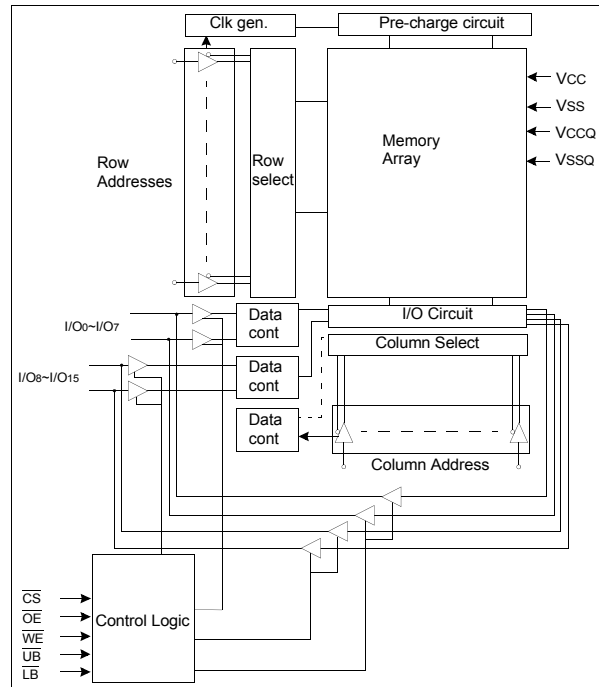 Clk gen.
Pre-charge circuit
VCC
VSS
VCCQ
VSSQ
Memory
Array
Row
Addresses
Row
select
I/O0~I/O7
Data
cont
I/O Circuit
Column Select
I/O8~I/O15
Data
cont
Data
cont
Column Address
Control Logic
CS
OE
WE
UB
LB